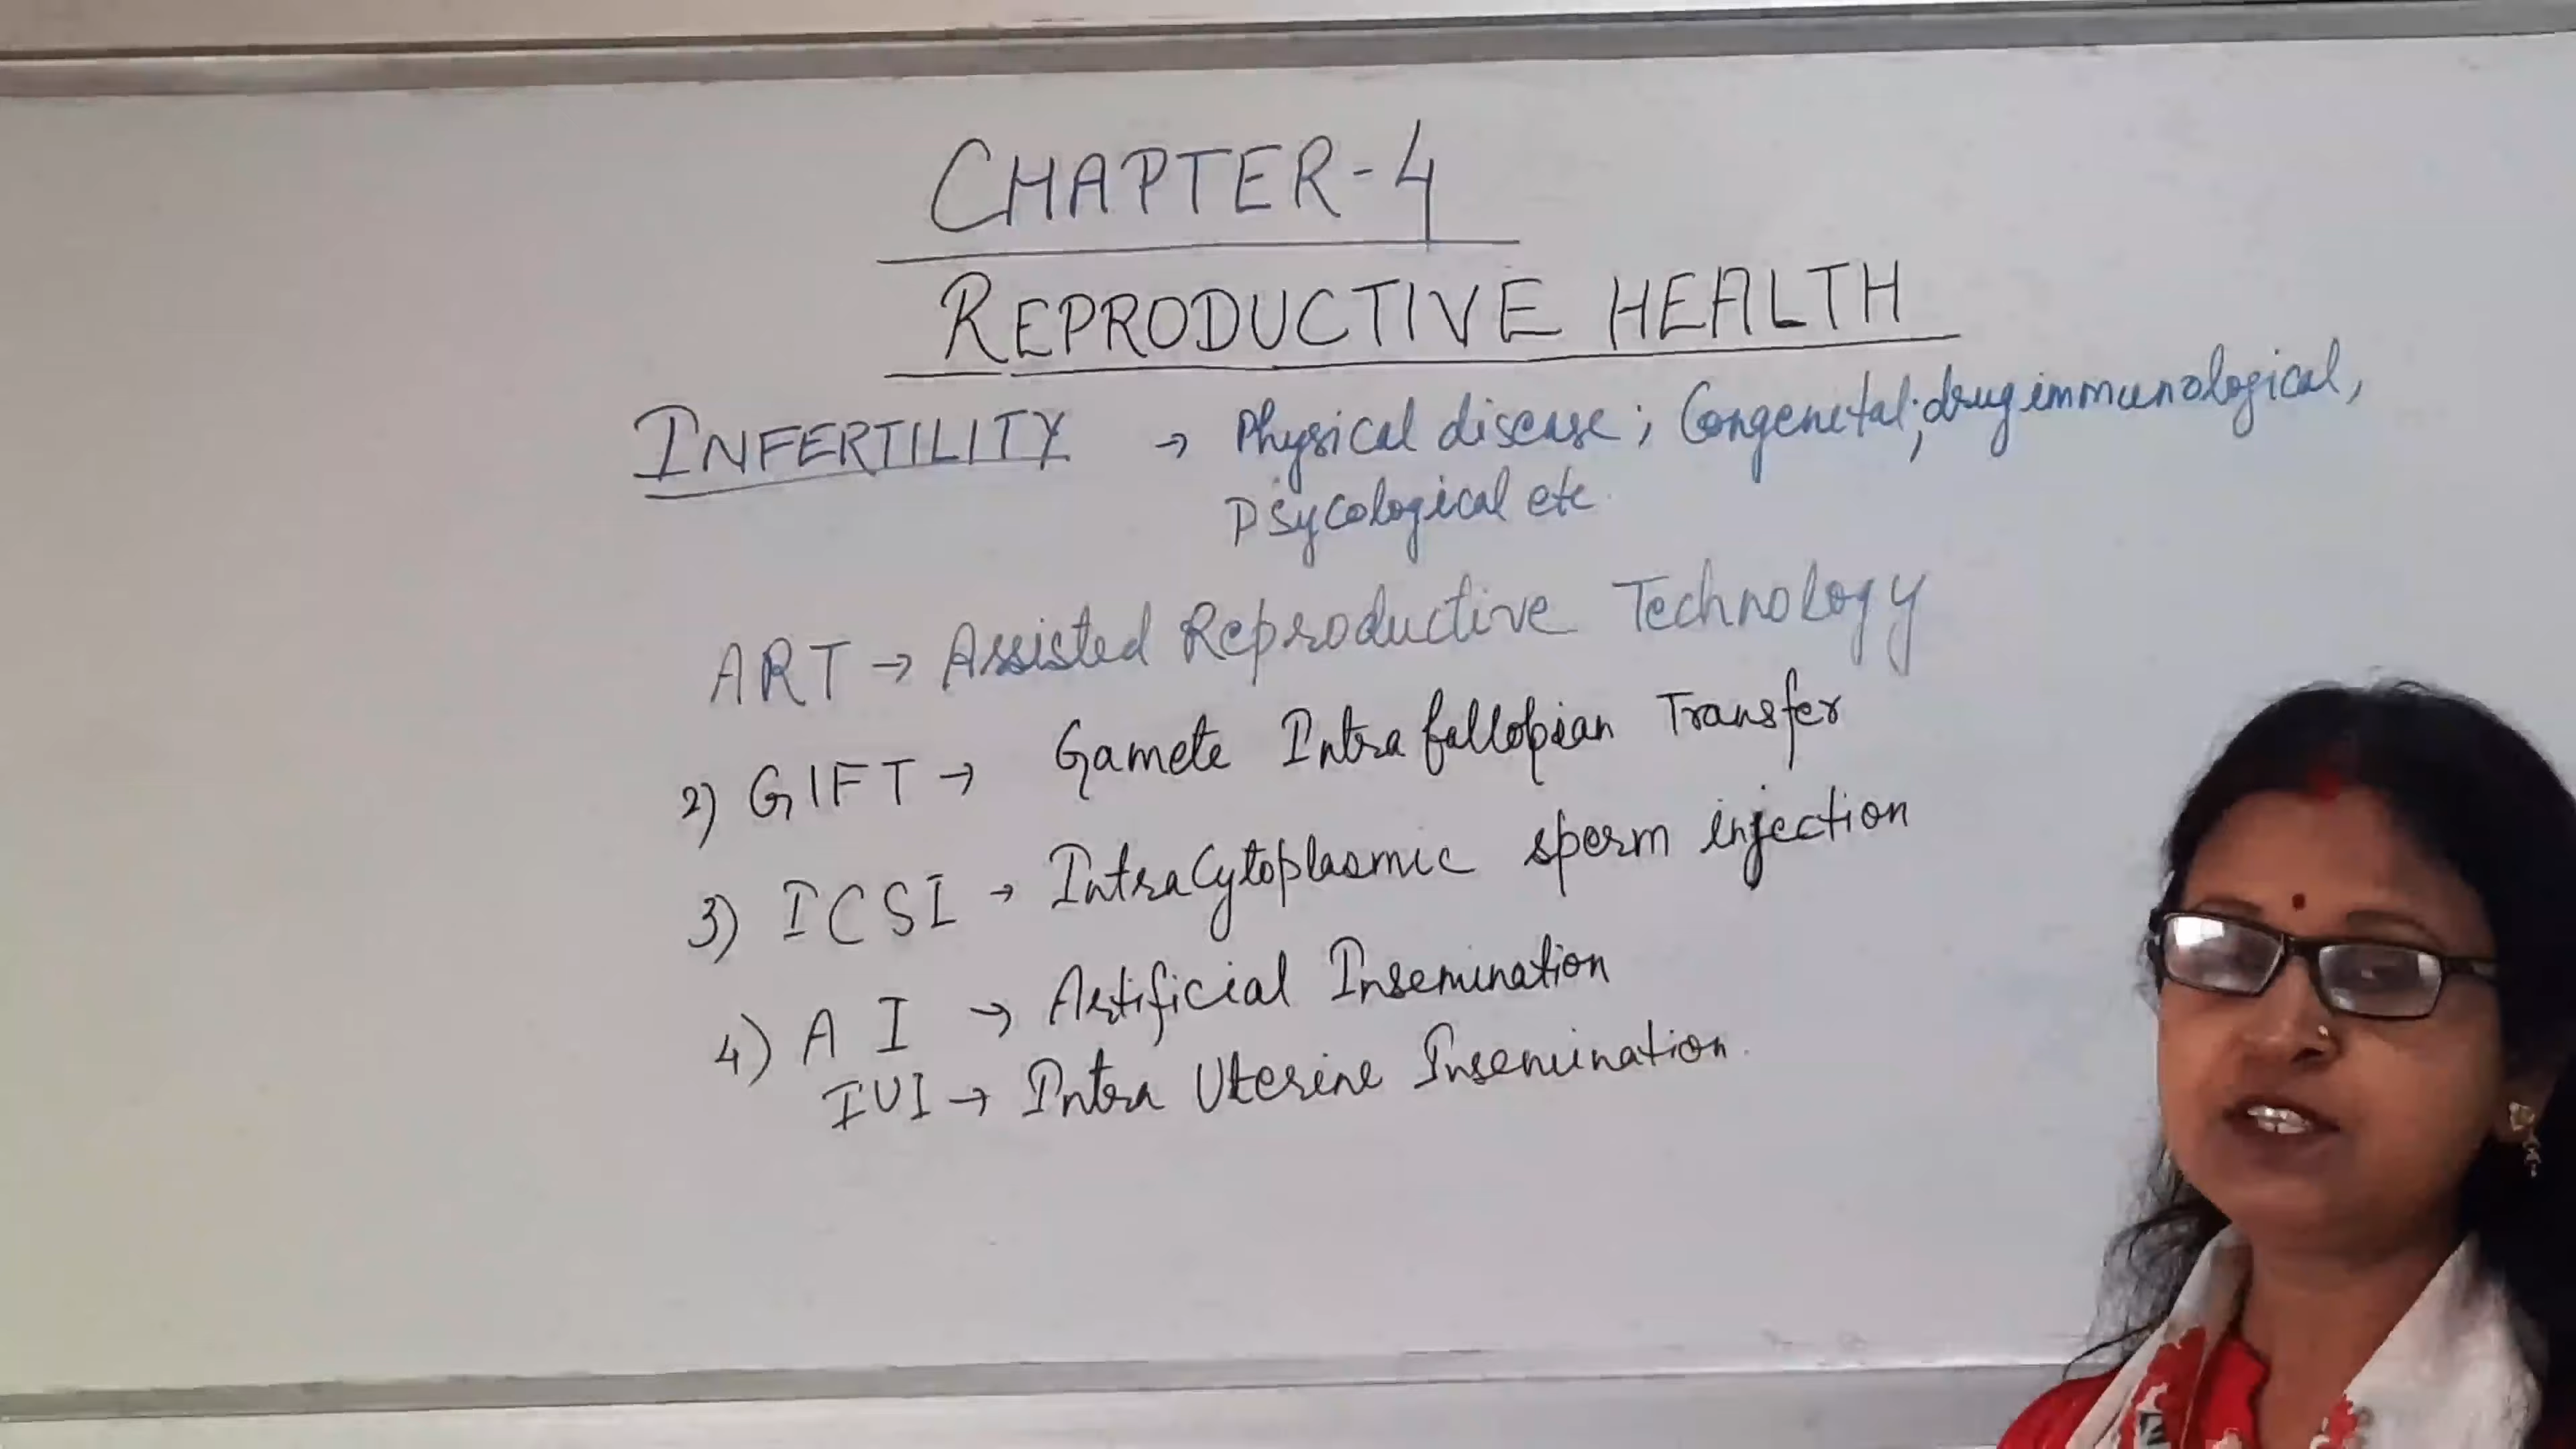 CHAPTER-4
REPRODUCTIVE HEALTH
INFERTILITY → Physical disease; Congenetal; drug immunological,
Psycological etc.
ART → Assisted Reproductive Technology
2) GIFT → Gamete Intra fallopian Transfer
3) ICSI → IntraCytoplasmic sperm injection
4) A I → Artificial Insemination
IUI → Intra Uterine Insemination.